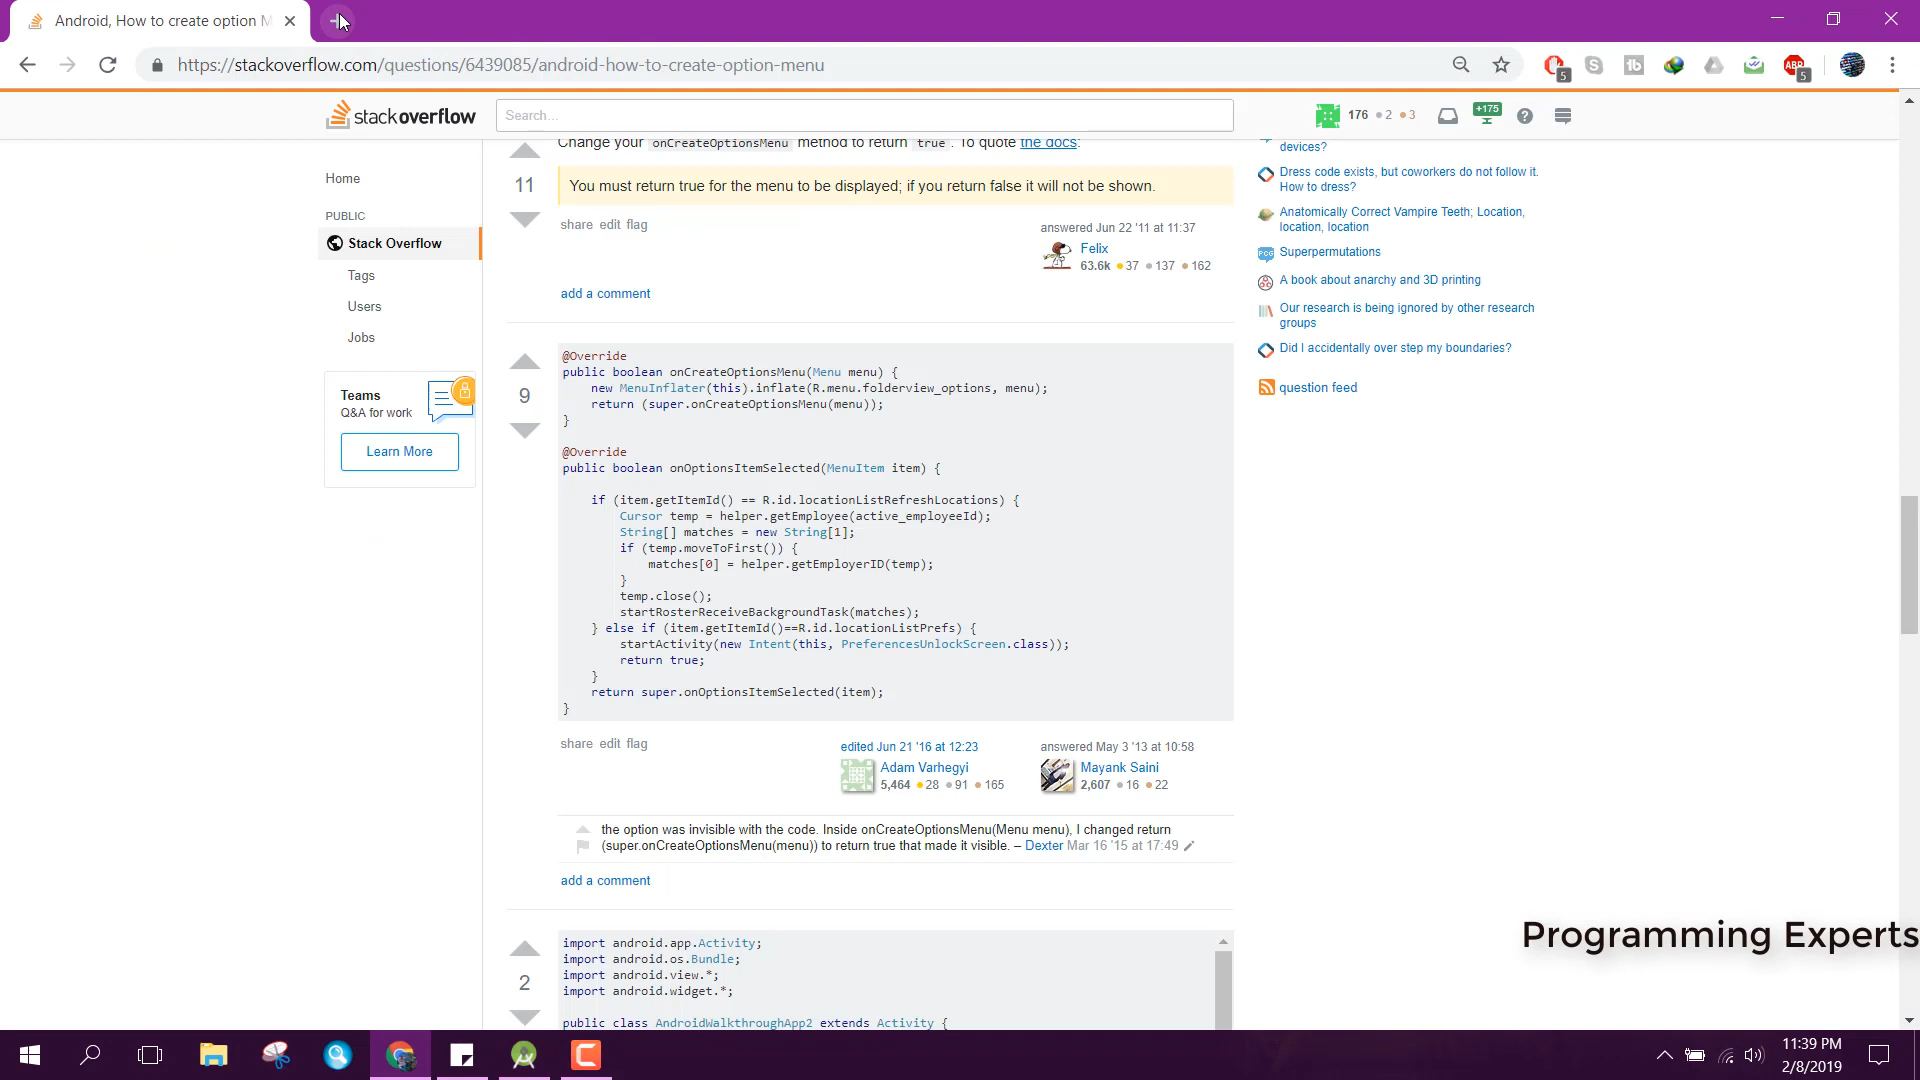 Android, How to create option M
https://stackoverflow.com/questions/6439085/android-how-to-create-option-menu
5
ABP
5
stackoverflow
Search...
176 2 3
+175
Change your onCreateOptionsMenu method to return true. To quote the docs:
11
You must return true for the menu to be displayed; if you return false it will not be shown.
share edit flag
answered Jun 22 '11 at 11:37
Felix
63.6k 37 137 162
add a comment
Home
PUBLIC
Stack Overflow
Tags
Users
Jobs
Teams
Q&A for work
Learn More
9
@Override
public boolean onCreateOptionsMenu(Menu menu) {
new MenuInflater(this).inflate(R.menu.folderview_options, menu);
return (super.onCreateOptionsMenu(menu));
}
@Override
public boolean onOptionsItemSelected(MenuItem item) {
if (item.getItemId() == R.id.locationListRefreshLocations) {
Cursor temp = helper.getEmployee(active_employeeId);
String[] matches = new String[1];
if (temp.moveToFirst()) {
matches[0] = helper.getEmployerID(temp);
}
temp.close();
startRosterReceiveBackgroundTask(matches);
} else if (item.getItemId()==R.id.locationListPrefs) {
startActivity(new Intent(this, PreferencesUnlockScreen.class));
return true;
}
return super.onOptionsItemSelected(item);
}
share edit flag
edited Jun 21 '16 at 12:23
Adam Varhegyi
5,464 28 91 165
answered May 3 '13 at 10:58
Mayank Saini
2,607 16 22
the option was invisible with the code. Inside onCreateOptionsMenu(Menu menu), I changed return
(super.onCreateOptionsMenu(menu)) to return true that made it visible. – Dexter Mar 16 '15 at 17:49
add a comment
2
import android.app.Activity;
import android.os.Bundle;
import android.view.*;
import android.widget.*;
public class AndroidWalkthroughApp2 extends Activity {
devices?
Dress code exists, but coworkers do not follow it.
How to dress?
Anatomically Correct Vampire Teeth; Location,
location, location
PCG
Superpermutations
A book about anarchy and 3D printing
Our research is being ignored by other research
groups
Did I accidentally over step my boundaries?
question feed
Programming Experts
11:39 PM
2/8/2019